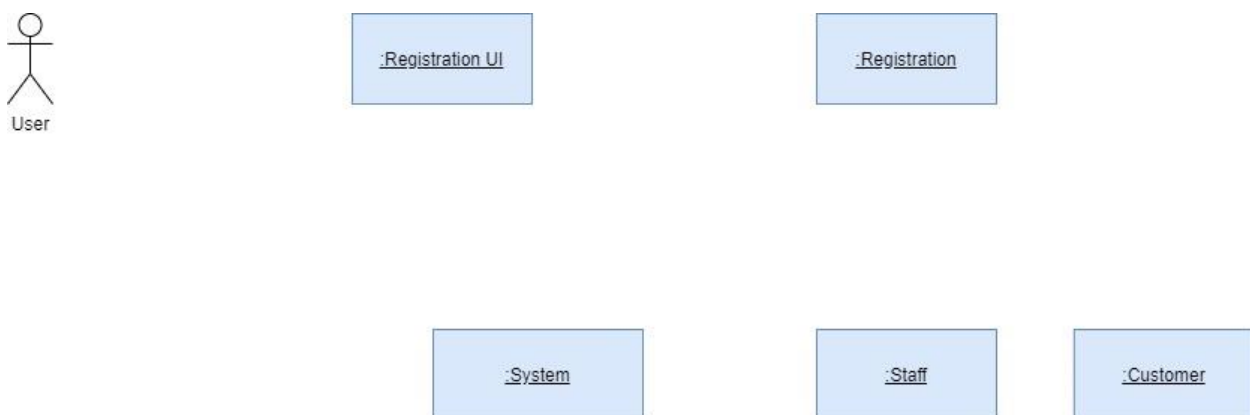 :Registration UI
:Registration
User
:System
:Staff
:Customer